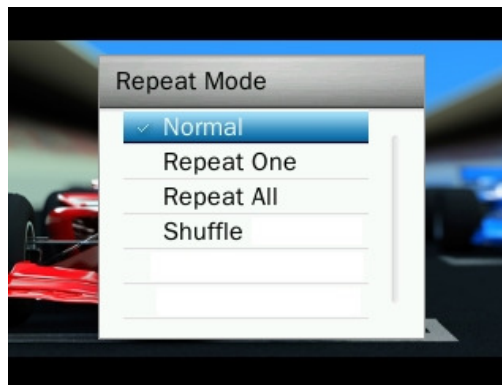 Repeat Mode
Normal
Repeat One
Repeat All
Shuffle